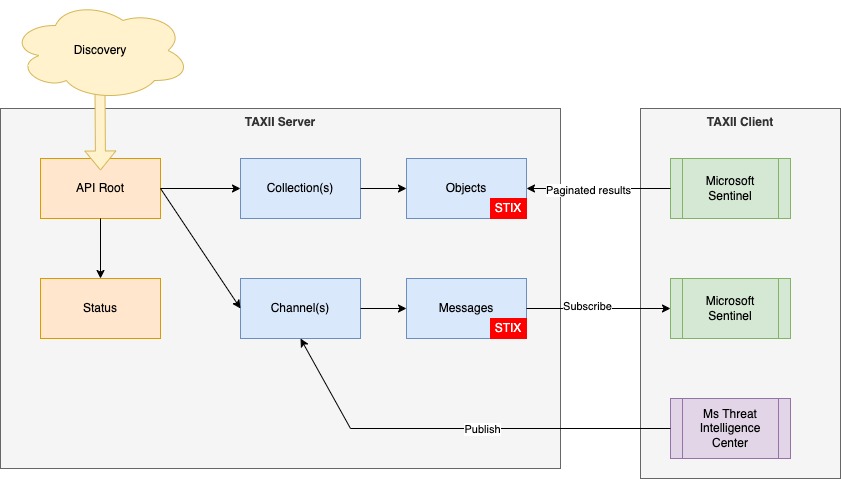 Discovery
TAXII Server
TAXII Client
API Root
Collection(s)
Objects
STIX
Paginated results
Microsoft
Sentinel
Status
Channel(s)
Messages
STIX
Subscribe
Microsoft
Sentinel
Publish
Ms Threat
Intelligence
Center